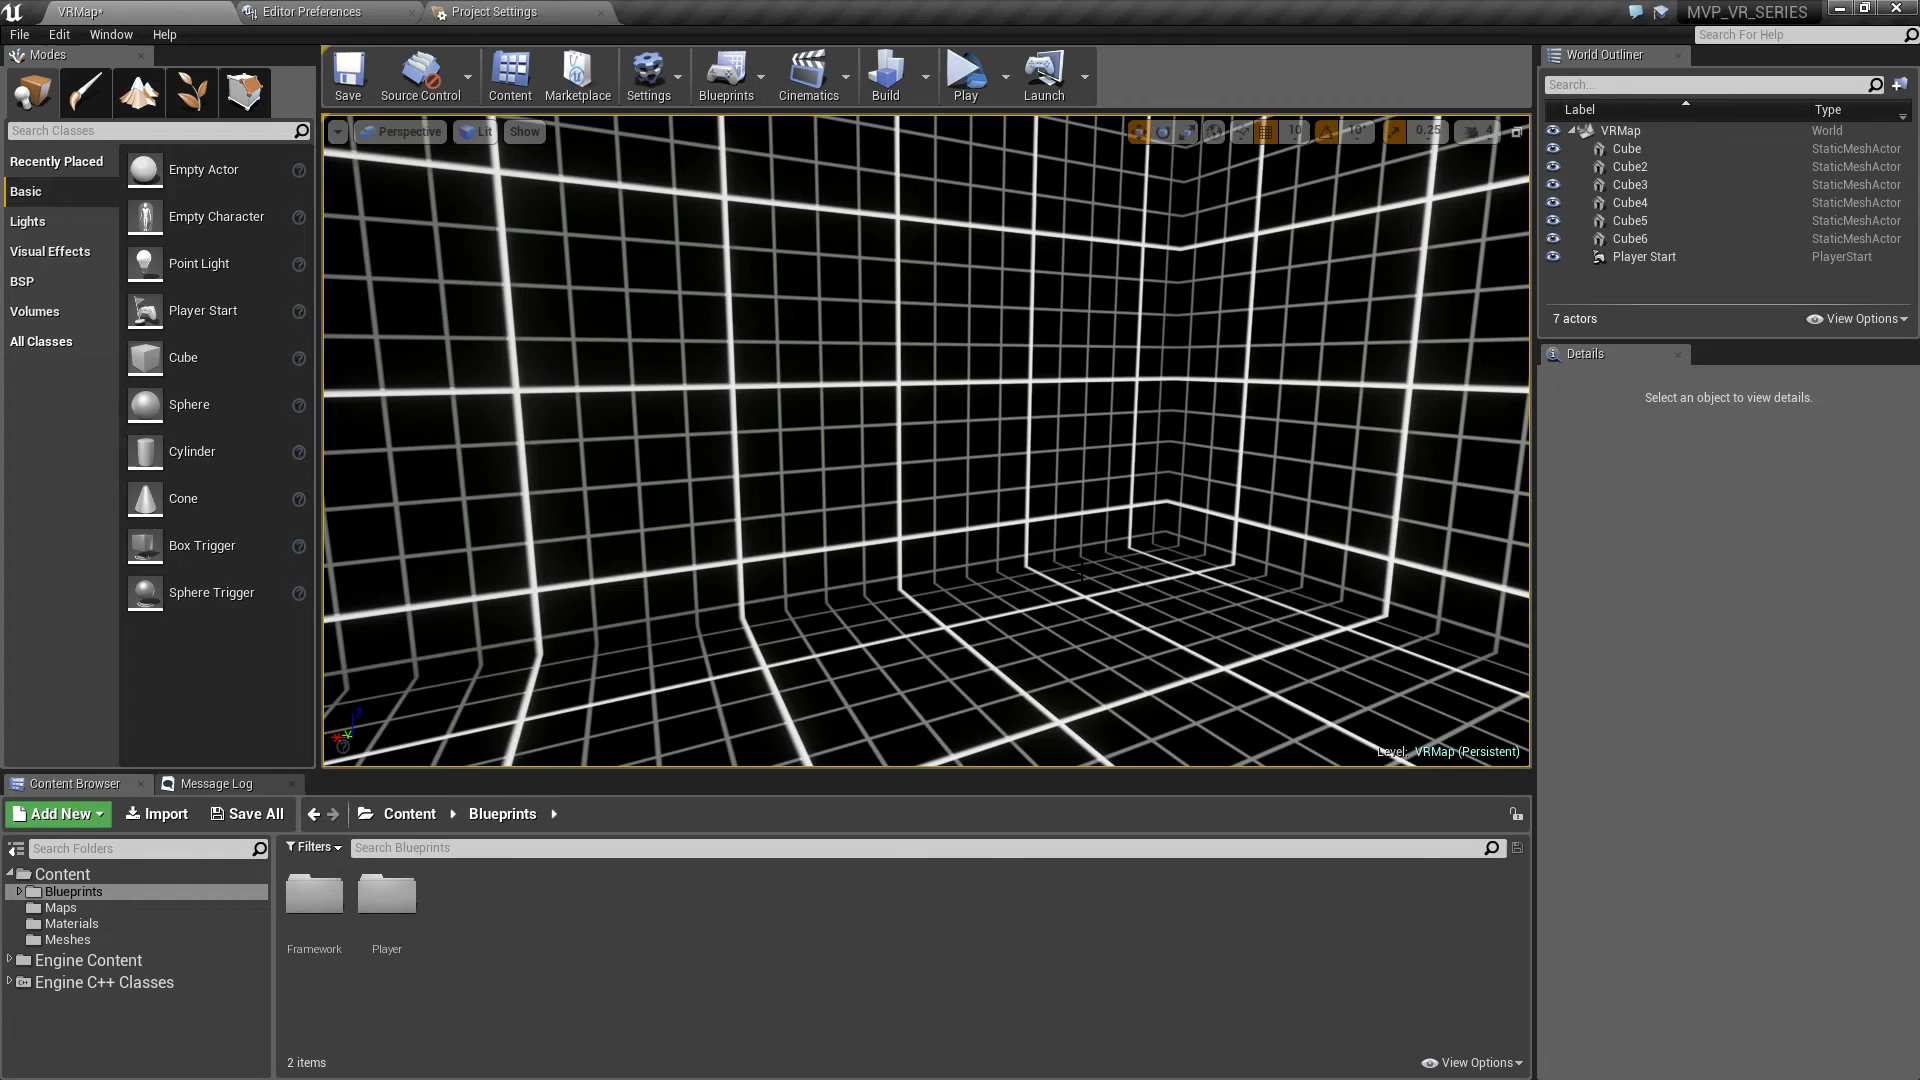 VRMap*
Editor Preferences
Project Settings
MVP_VR_SERIES
File Edit Window Help
Search For Help
Modes
Save
Source Control
Content
Marketplace
Settings
Blueprints
Cinematics
Build
Play
Launch
Search Classes
Recently Placed
Basic
Lights
Visual Effects
BSP
Volumes
All Classes
Empty Actor
Empty Character
Point Light
Player Start
Cube
Sphere
Cylinder
Cone
Box Trigger
Sphere Trigger
Perspective
Lit
Show
10
10°
0.25
4
Level: VRMap (Persistent)
World Outliner
Search...
Label Type
VRMap World
Cube StaticMeshActor
Cube2 StaticMeshActor
Cube3 StaticMeshActor
Cube4 StaticMeshActor
Cube5 StaticMeshActor
Cube6 StaticMeshActor
Player Start PlayerStart
7 actors
View Options
Details
Select an object to view details.
Content Browser
Message Log
Add New
Import
Save All
Content
Blueprints
Search Folders
Filters
Search Blueprints
Content
Blueprints
Maps
Materials
Meshes
Engine Content
Engine C++ Classes
Framework
Player
2 items
View Options